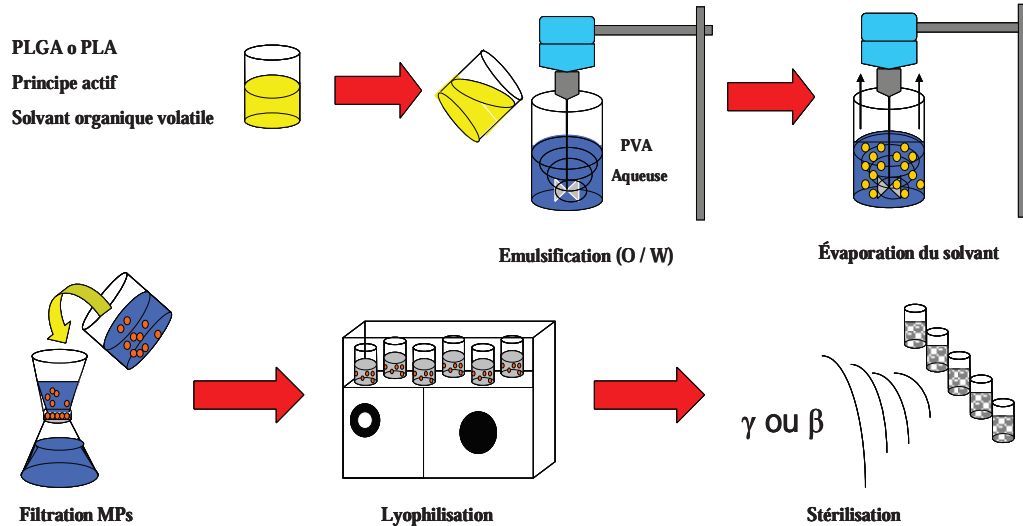 PLGA o PLA
Principe actif
Solvant organique volatile
PVA
Aqueuse
Emulsification (O / W)
Évaporation du solvant
γ ou β
Filtration MPs
Lyophilisation
Stérilisation